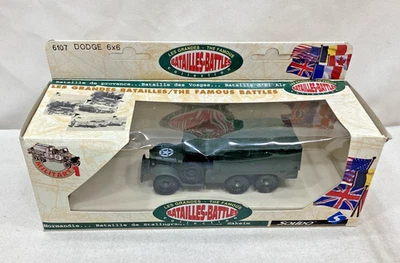 6107 DODGE 6x6
LES GRANDES - THE FAMOUS
BATAILLES-BATTLES
Bataille de provence... Bataille des Vosges... Bataille d'El Ala
LES GRANDES BATAILLES/THE FAMOUS BATTLES
MILITARY
LES GRANDES - THE FAMOUS
BATAILLES-BATTLES
Normandie... Bataille de Stalingrad...
SOLIDO
S